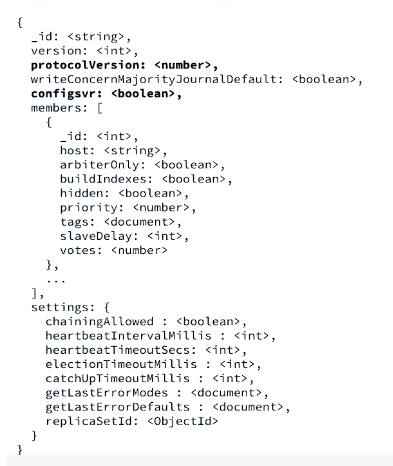 {
  _id: <string>,
  version: <int>,
  protocolVersion: <number>,
  writeConcernMajorityJournalDefault: <boolean>,
  configsvr: <boolean>,
  members: [
    {
      _id: <int>,
      host: <string>,
      arbiterOnly: <boolean>,
      buildIndexes: <boolean>,
      hidden: <boolean>,
      priority: <number>,
      tags: <document>,
      slaveDelay: <int>,
      votes: <number>
    },
    ...
  ],
  settings: {
    chainingAllowed : <boolean>,
    heartbeatIntervalMillis : <int>,
    heartbeatTimeoutSecs: <int>,
    electionTimeoutMillis : <int>,
    catchUpTimeoutMillis : <int>,
    getLastErrorModes : <document>,
    getLastErrorDefaults : <document>,
    replicaSetId: <ObjectId>
  }
}